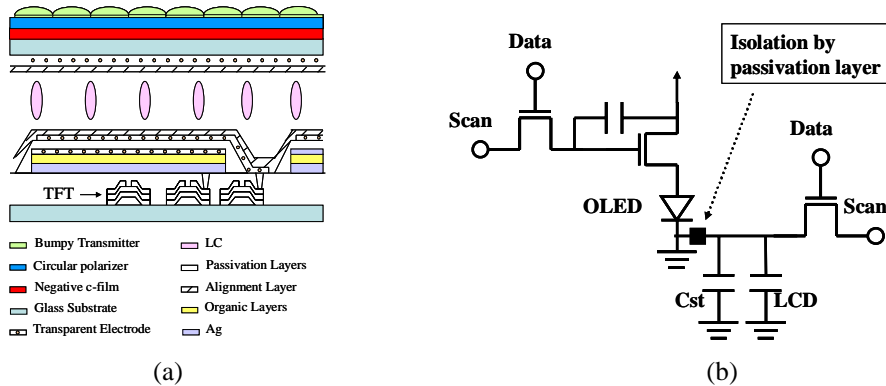 TFT
Bumpy Transmitter
Circular polarizer
Negative c-film
Glass Substrate
Transparent Electrode
LC
Passivation Layers
Alignment Layer
Organic Layers
Ag
(a)
Data
Scan
Isolation by
passivation layer
Data
Scan
OLED
Cst
LCD
(b)